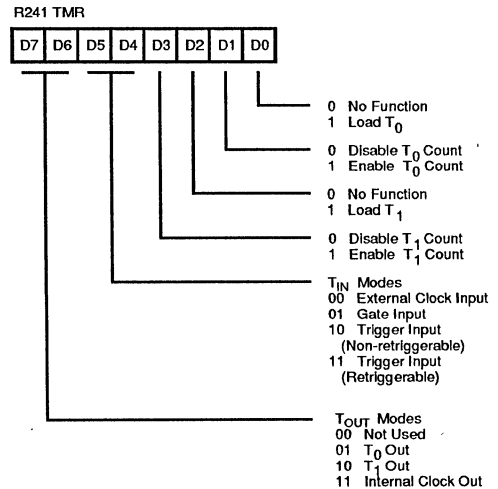 R241 TMR
D7 D6 D5 D4 D3 D2 D1 D0
0 No Function
1 Load T0
0 Disable T0 Count
1 Enable T0 Count
0 No Function
1 Load T1
0 Disable T1 Count
1 Enable T1 Count
TIN Modes
00 External Clock Input
01 Gate Input
10 Trigger Input
(Non-retriggerable)
11 Trigger Input
(Retriggerable)
TOUT Modes
00 Not Used
01 T0 Out
10 T1 Out
11 Internal Clock Out